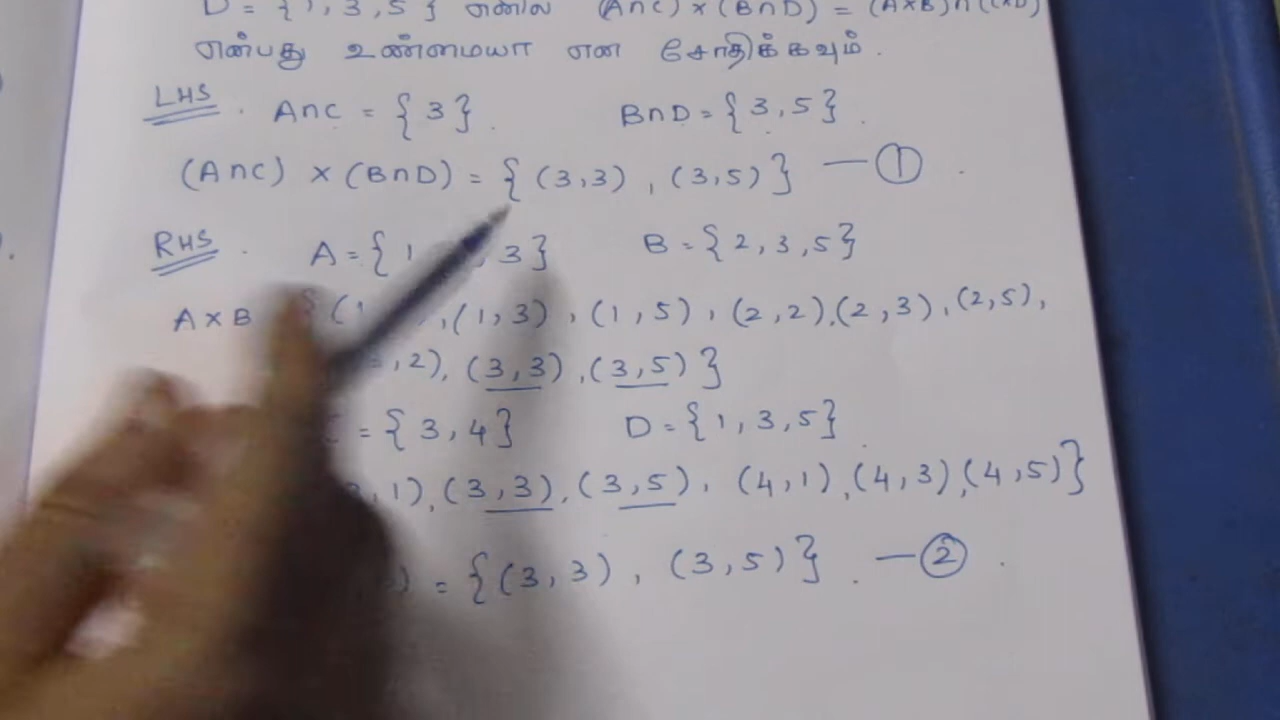 D = {1, 3, 5} எனில் (A∩C) × (B∩D) = (A×B)∩(C×D)
என்பது உண்மையா என சோதிக்கவும்.
LHS. A∩C = {3}. B∩D = {3, 5}.
(A∩C) × (B∩D) = {(3,3), (3,5)} — ①
RHS. A = {1, 3} B = {2, 3, 5}
A×B {(1 , (1,3), (1,5), (2,2), (2,3), (2,5),
,2), (3,3), (3,5)}
= {3,4} D = {1, 3, 5}
,1), (3,3), (3,5), (4,1), (4,3), (4,5)}
) = {(3,3), (3,5)}. — ②